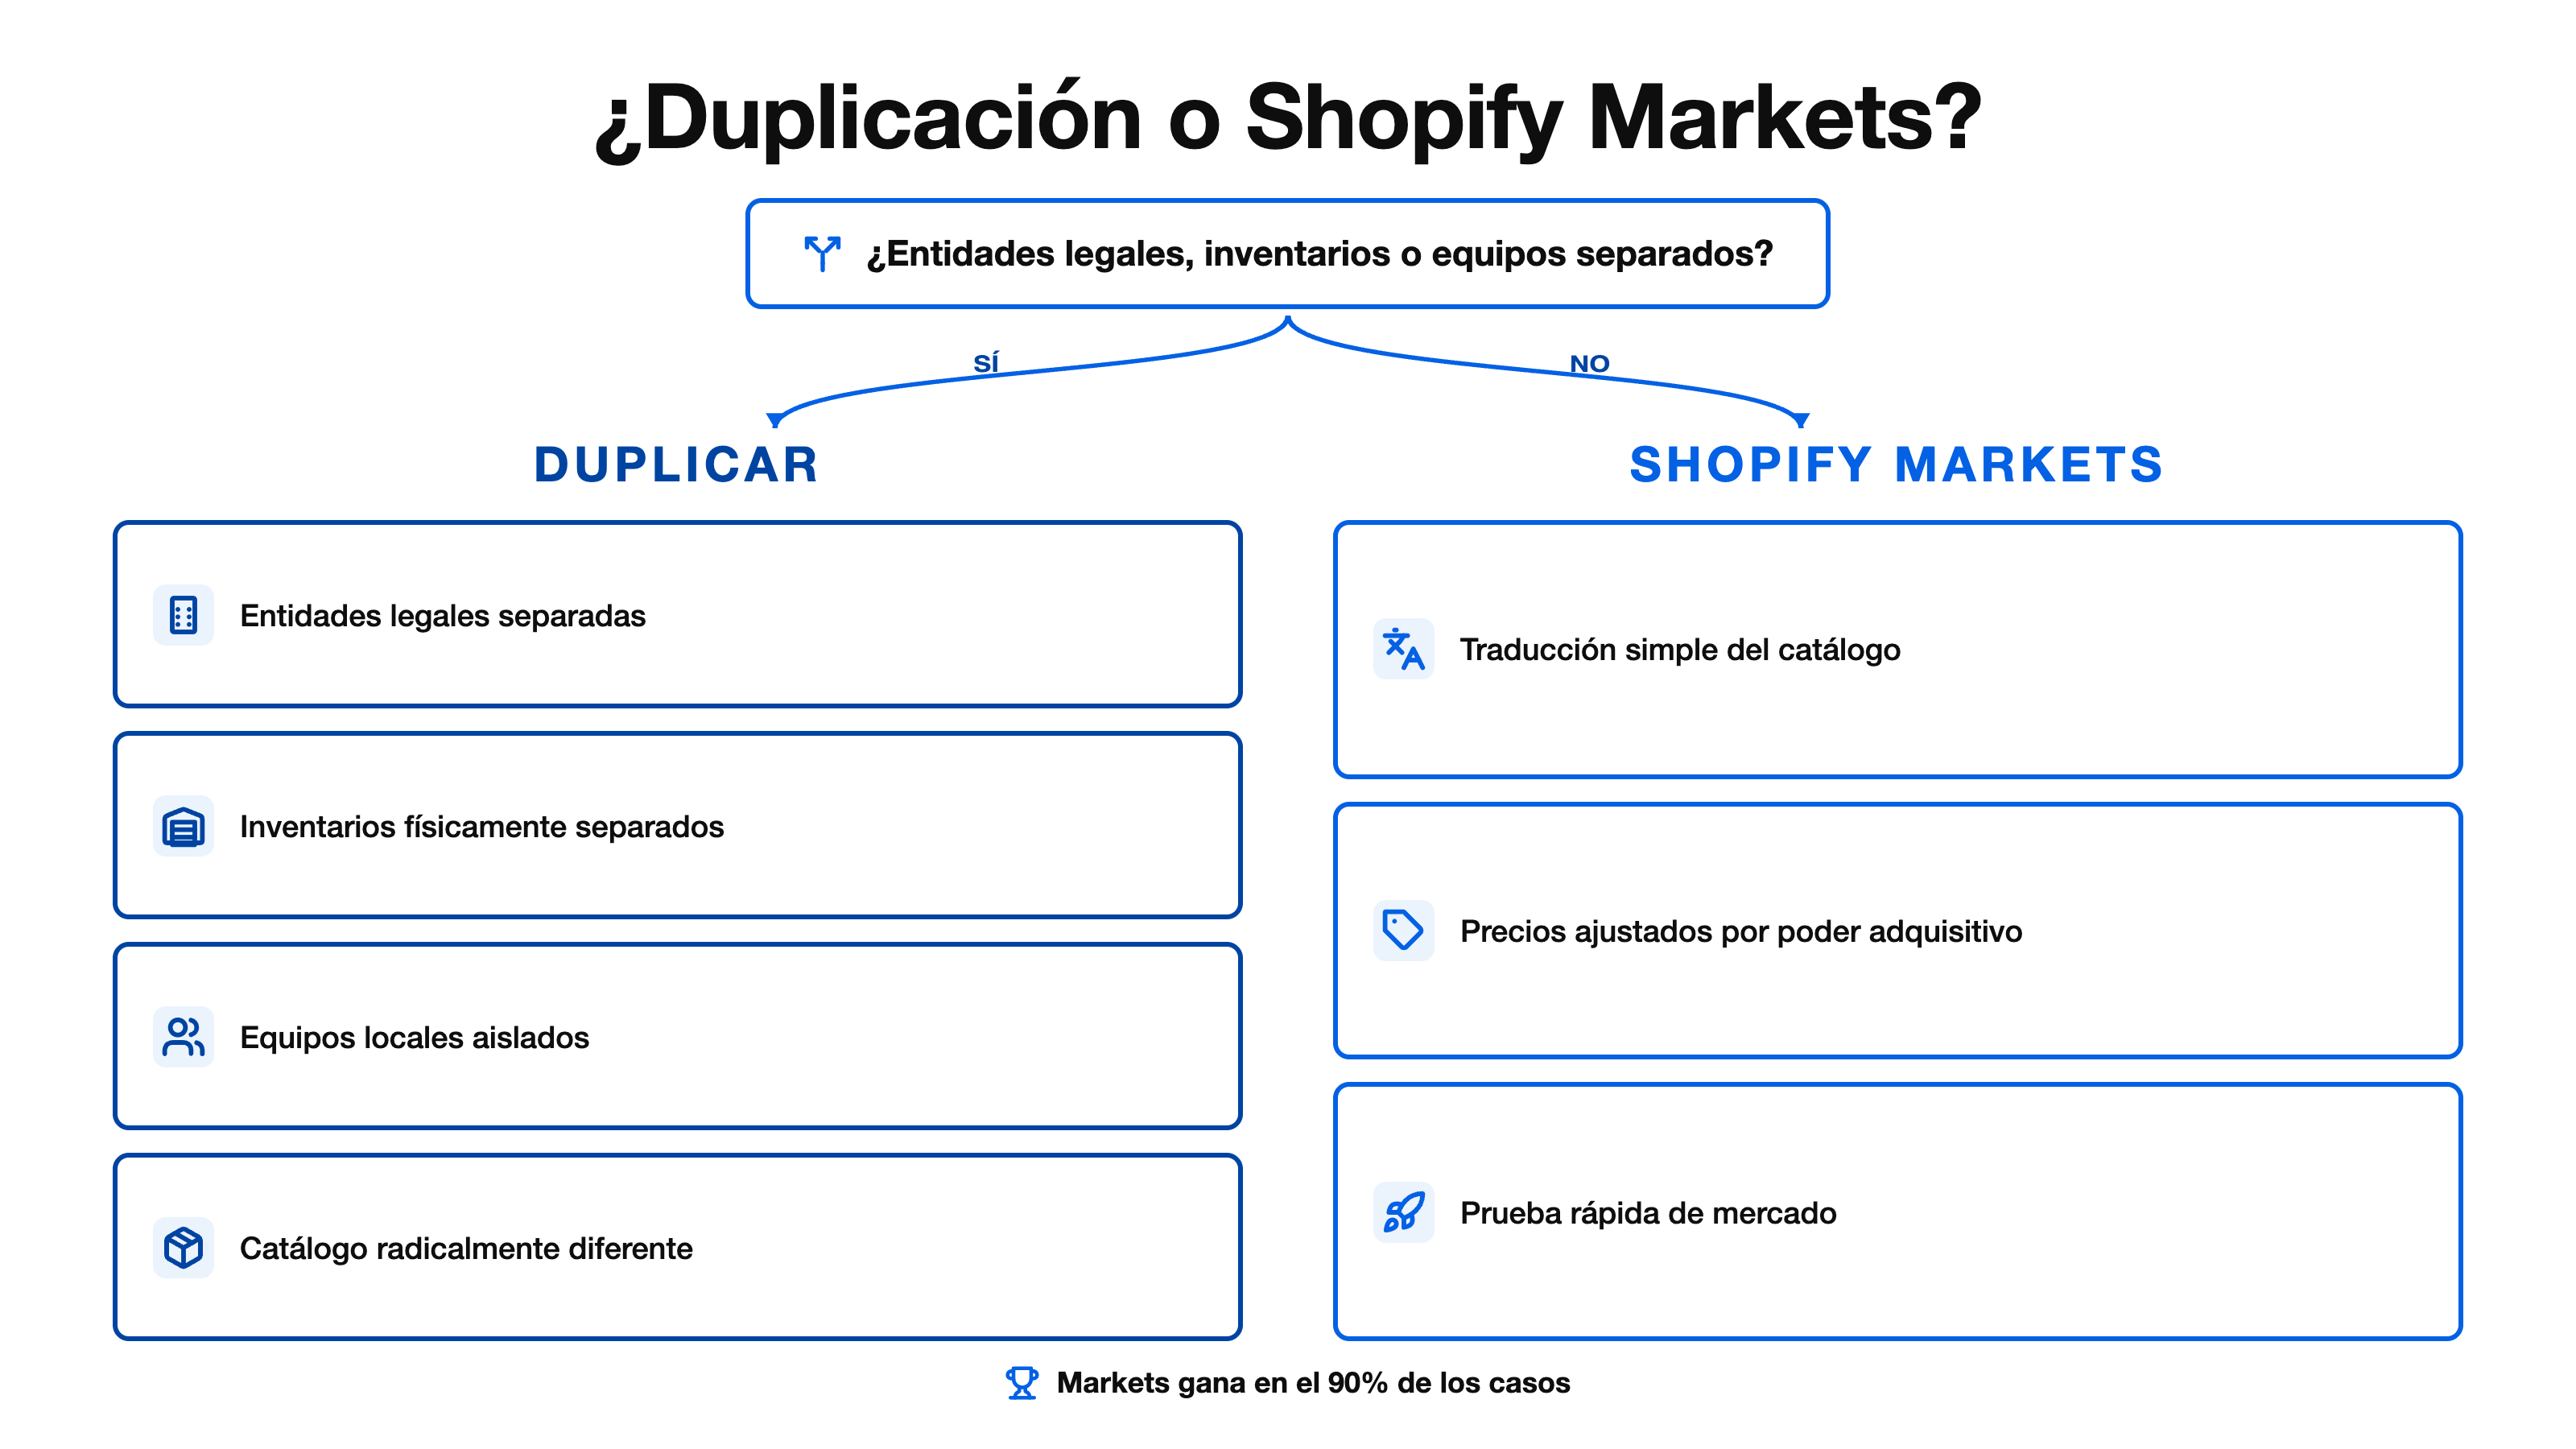 ¿Duplicación o Shopify Markets?
¿Entidades legales, inventarios o equipos separados?
SÍ
NO
DUPLICAR
Entidades legales separadas
Inventarios físicamente separados
Equipos locales aislados
Catálogo radicalmente diferente
SHOPIFY MARKETS
Traducción simple del catálogo
Precios ajustados por poder adquisitivo
Prueba rápida de mercado
Markets gana en el 90% de los casos